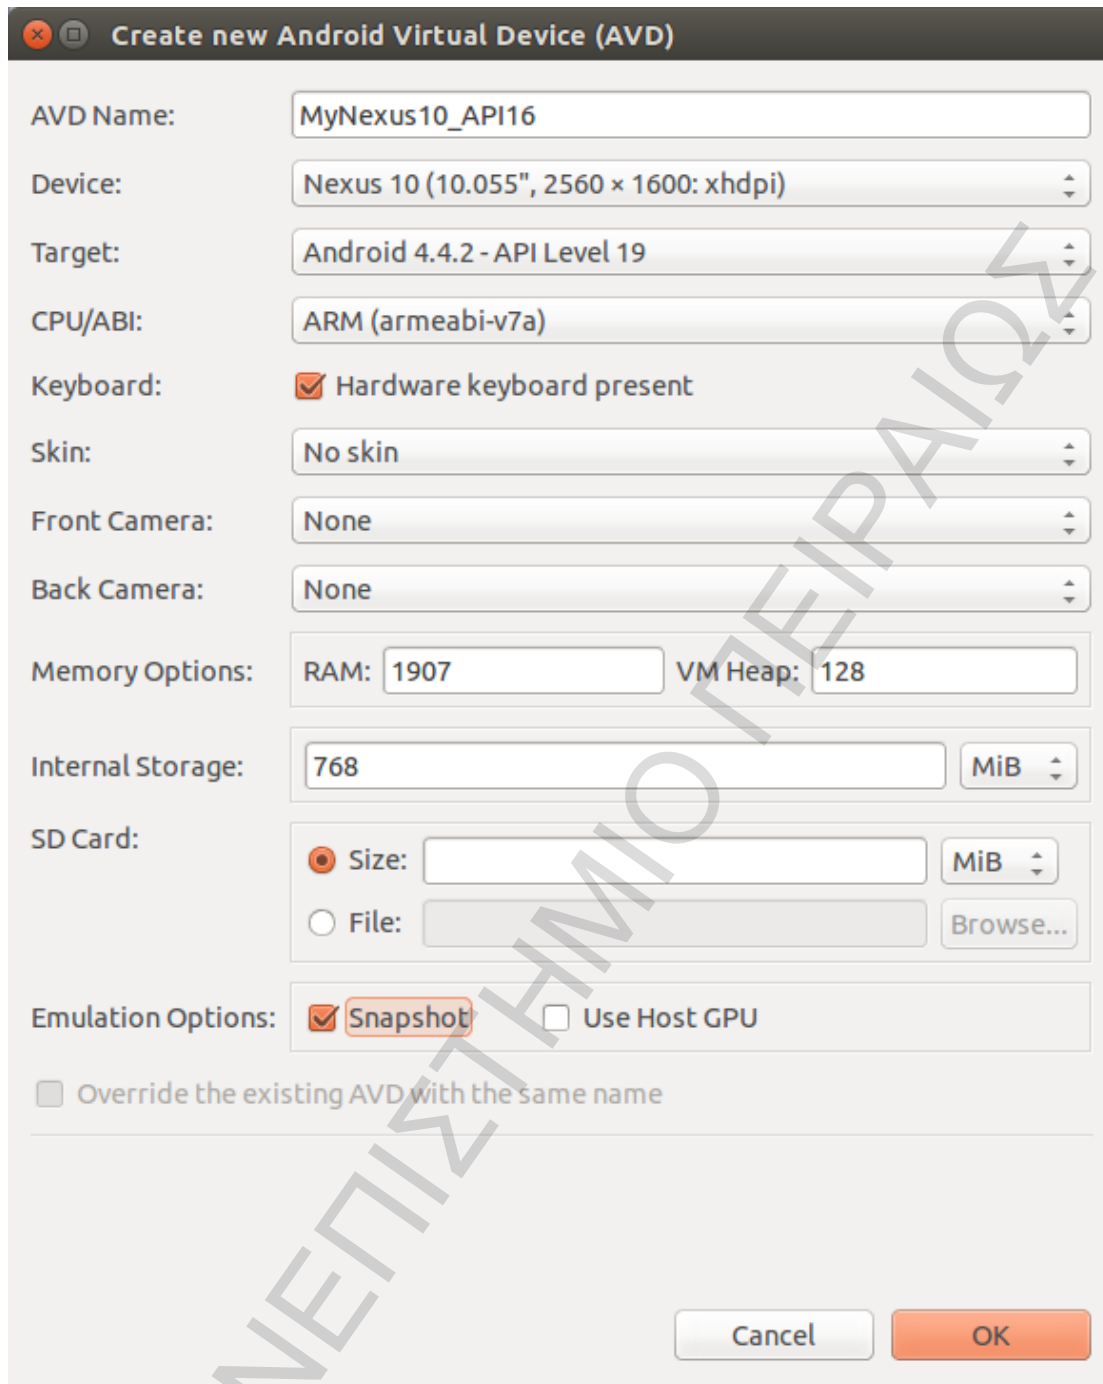 Create new Android Virtual Device (AVD)
AVD Name: MyNexus10_API16
Device: Nexus 10 (10.055", 2560 × 1600: xhdpi)
Target: Android 4.4.2 - API Level 19
CPU/ABI: ARM (armeabi-v7a)
Keyboard: Hardware keyboard present
Skin: No skin
Front Camera: None
Back Camera: None
Memory Options: RAM: 1907 VM Heap: 128
Internal Storage: 768 MiB
SD Card:
Size: MiB
File: Browse...
Emulation Options: Snapshot Use Host GPU
Override the existing AVD with the same name
Cancel OK
ΝΕΠΙΣΤΗΜΙΟ ΠΕΙΡΑΙΩΣ